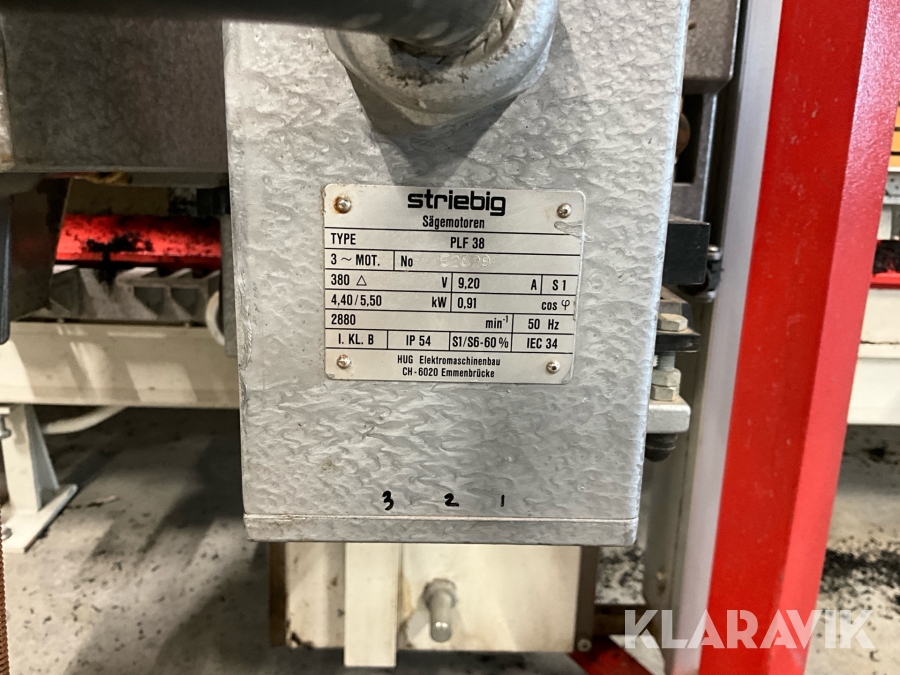 striebig
Sägemotoren
TYPE PLF 38
3 ~ MOT. No
380 △ V 9,20 A S 1
4,40/5,50 kW 0,91 cos φ
2880 min⁻¹ 50 Hz
I. KL. B IP 54 S1/S6-60% IEC 34
HUG Elektromaschinenbau
CH-6020 Emmenbrücke
3 2 1
KLARAVIK